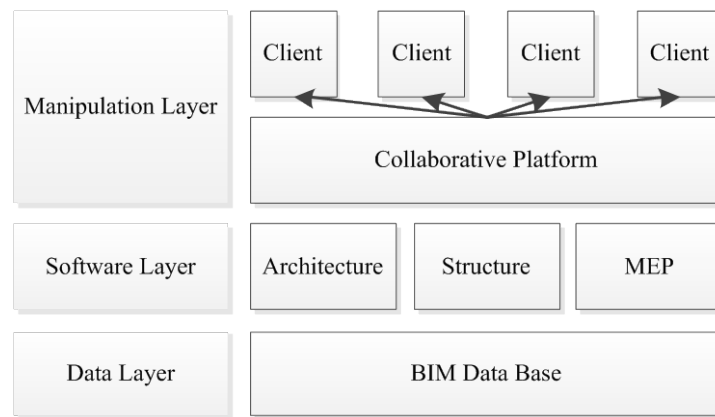 Client
Client
Client
Client
Manipulation Layer
Collaborative Platform
Software Layer
Architecture
Structure
MEP
Data Layer
BIM Data Base